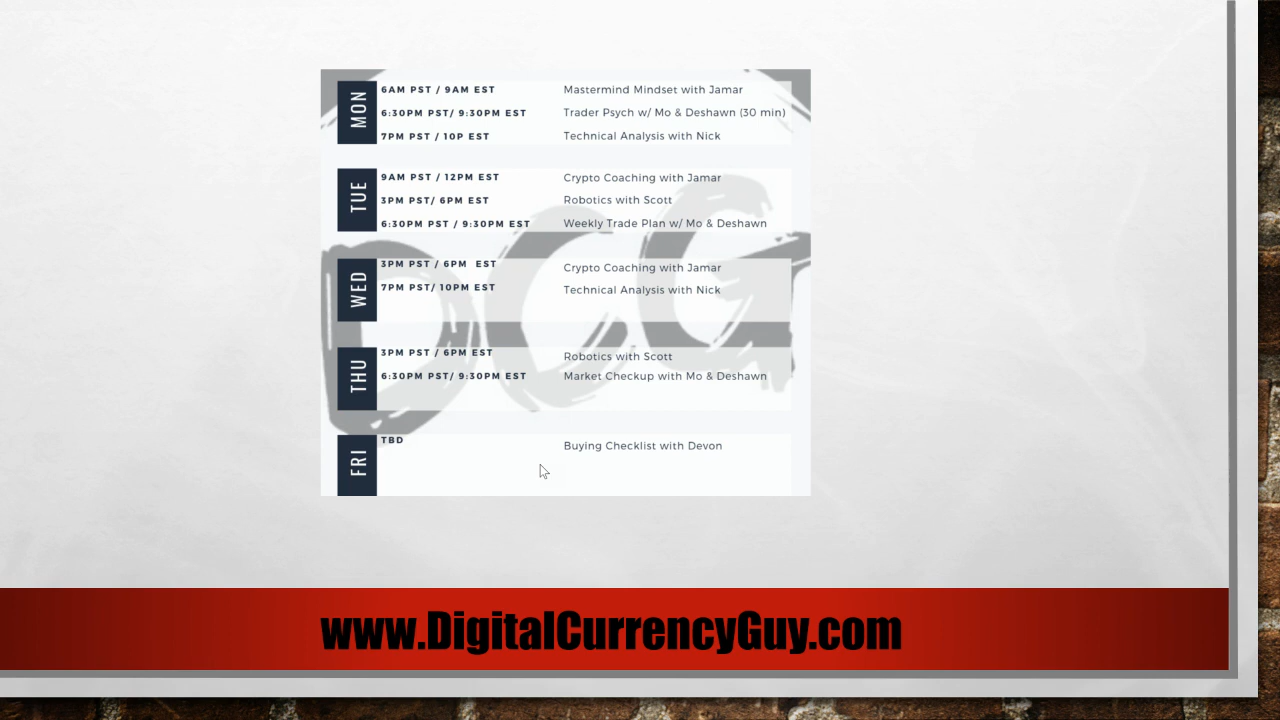 MON
6AM PST / 9AM EST Mastermind Mindset with Jamar
6:30PM PST/ 9:30PM EST Trader Psych w/ Mo & Deshawn (30 min)
7PM PST / 10P EST Technical Analysis with Nick
TUE
9AM PST / 12PM EST Crypto Coaching with Jamar
3PM PST/ 6PM EST Robotics with Scott
6:30PM PST / 9:30PM EST Weekly Trade Plan w/ Mo & Deshawn
WED
3PM PST / 6PM EST Crypto Coaching with Jamar
7PM PST/ 10PM EST Technical Analysis with Nick
THU
3PM PST / 6PM EST Robotics with Scott
6:30PM PST/ 9:30PM EST Market Checkup with Mo & Deshawn
FRI
TBD Buying Checklist with Devon
DCG
www.DigitalCurrencyGuy.com